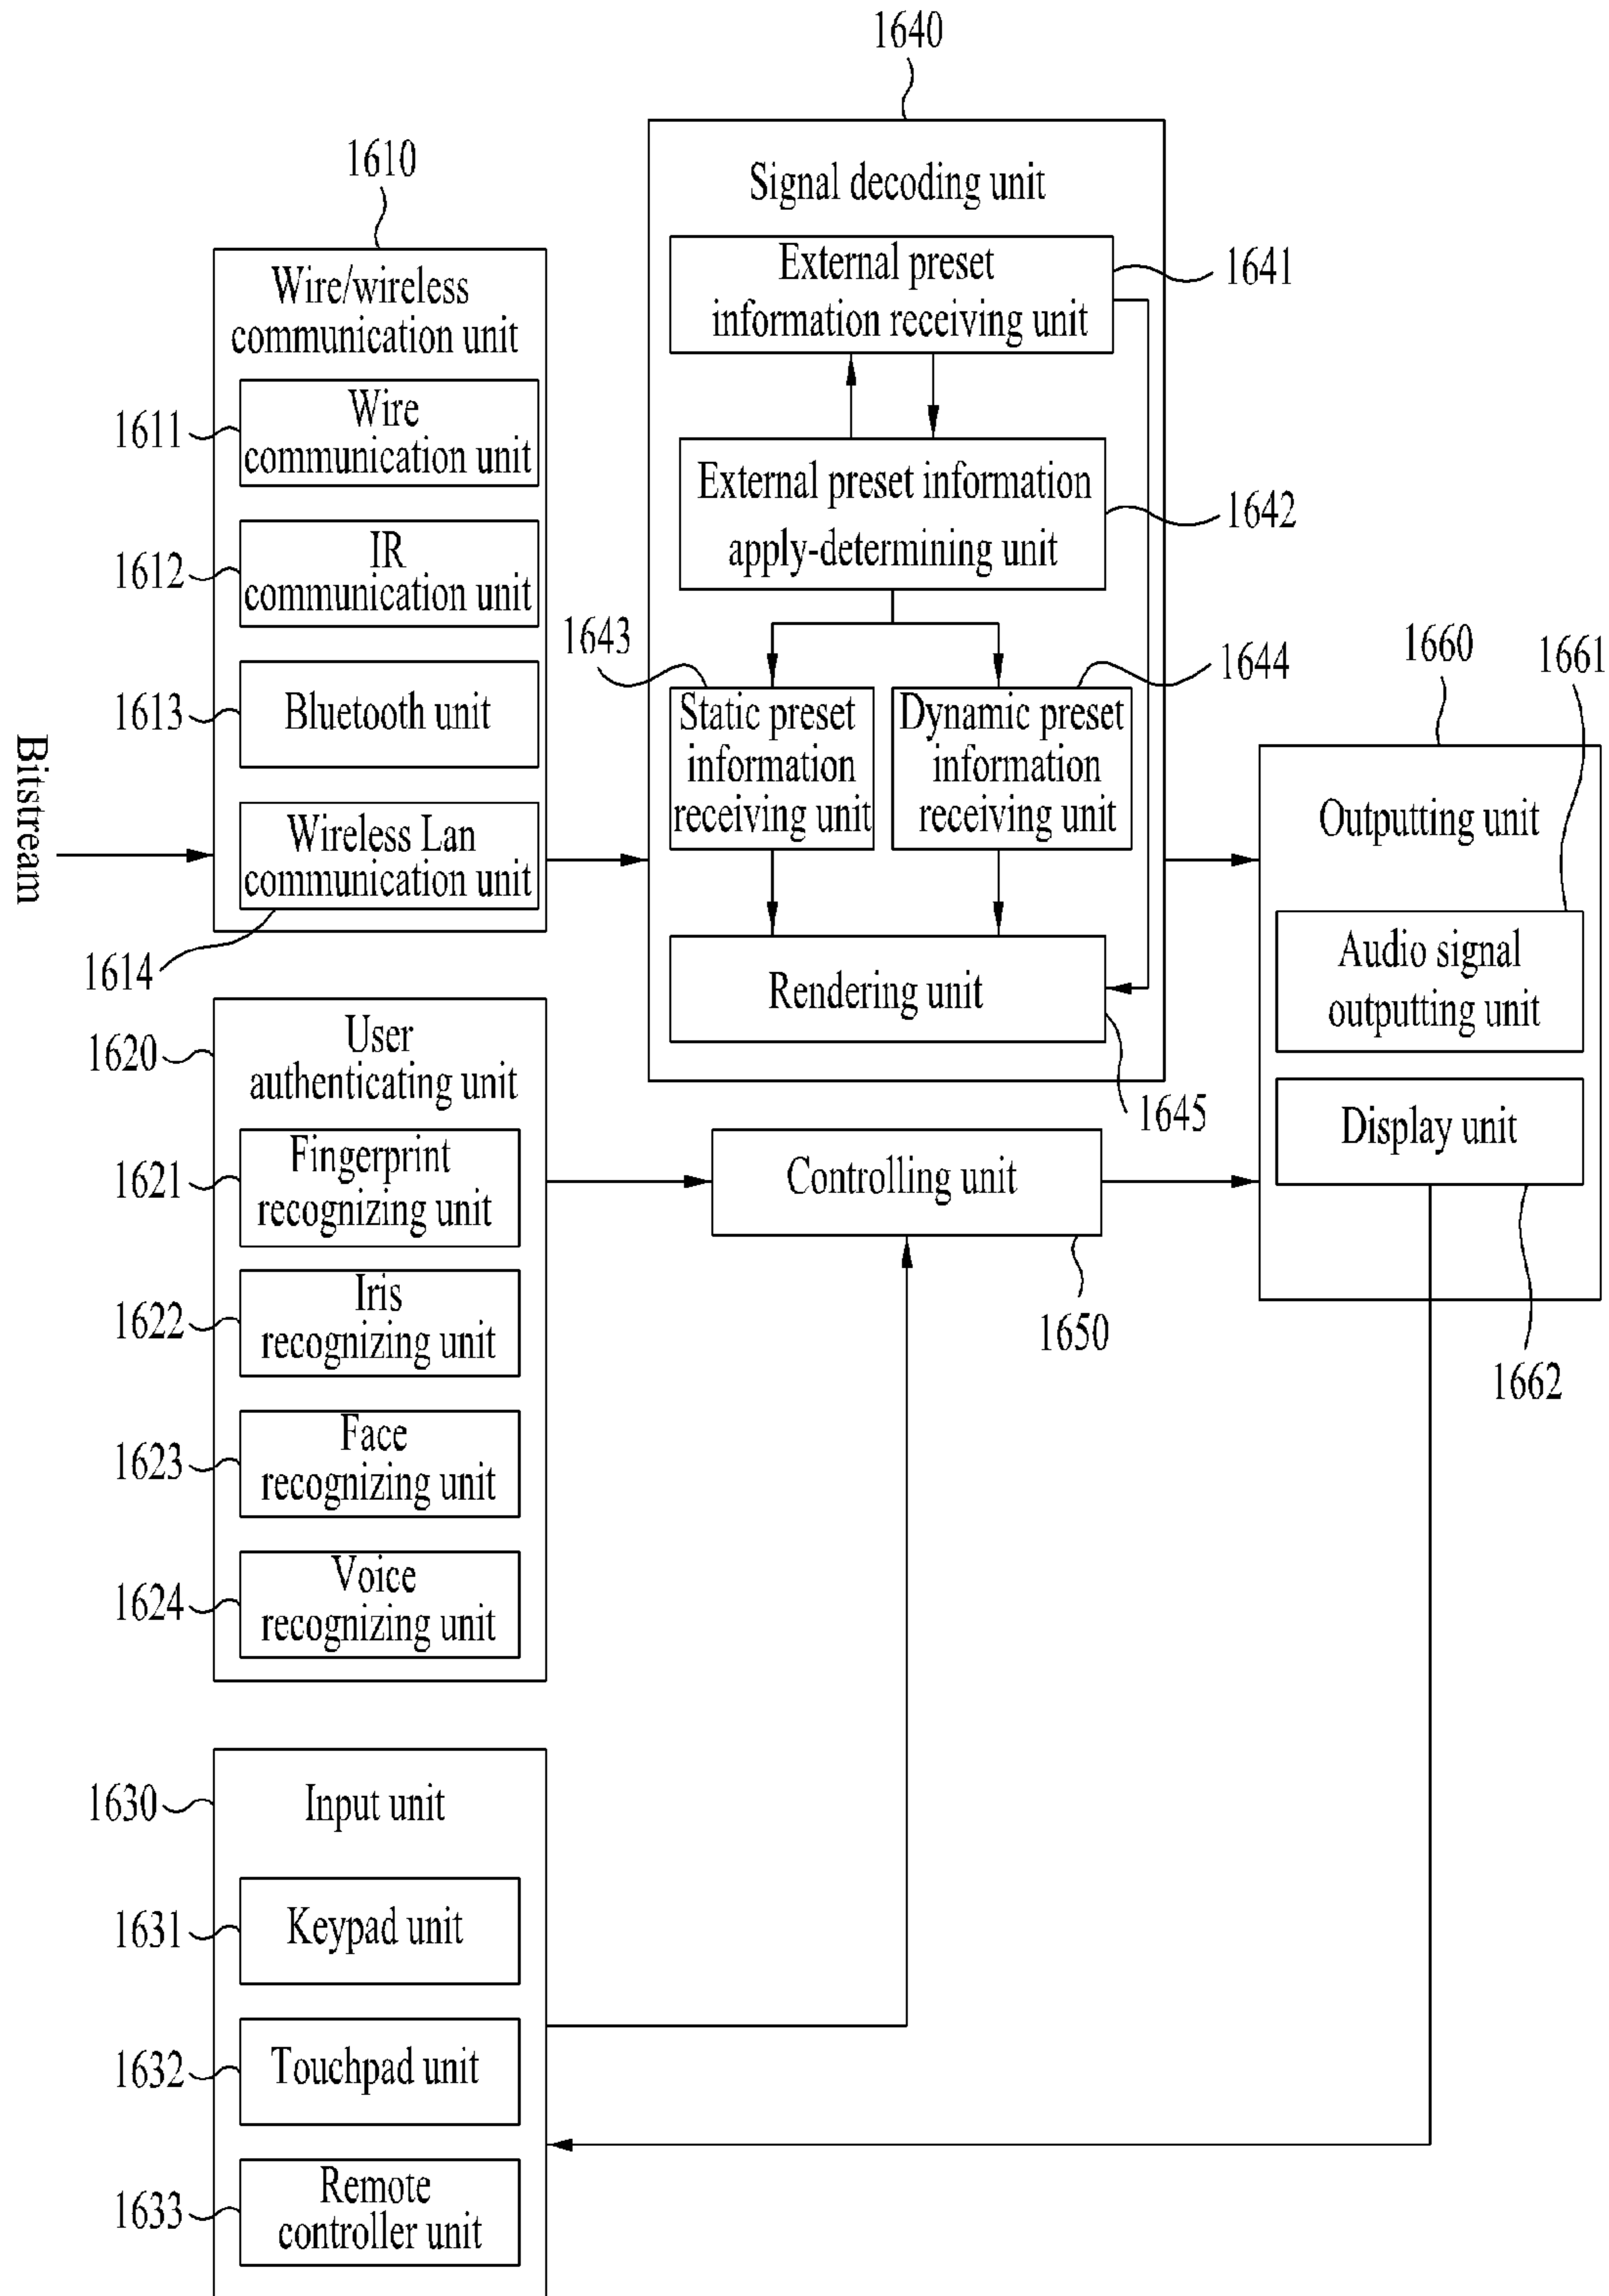 1640
Signal decoding unit
External preset
information receiving unit
1641
External preset information
apply-determining unit
1642
1643
Static preset
information
receiving unit
1644
Dynamic preset
information
receiving unit
Rendering unit
1645
1610
Wire/wireless
communication unit
1611
Wire
communication unit
1612
IR
communication unit
1613
Bluetooth unit
Bitstream
Wireless Lan
communication unit
1614
1620
User
authenticating unit
1621
Fingerprint
recognizing unit
1622
Iris
recognizing unit
1623
Face
recognizing unit
1624
Voice
recognizing unit
Controlling unit
1650
1660
1661
Outputting unit
Audio signal
outputting unit
Display unit
1662
1630
Input unit
1631
Keypad unit
1632
Touchpad unit
1633
Remote
controller unit